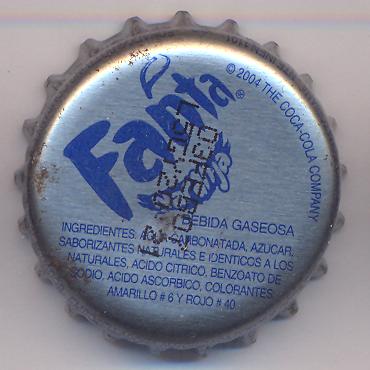 © 2004 THE COCA-COLA COMPANY
Fanta®
BEBIDA GASEOSA
INGREDIENTES: CARBONATADA, AZUCAR,
SABORIZANTES NATURALES E IDENTICOS A LOS
NATURALES, ACIDO CITRICO, BENZOATO DE
SODIO, ACIDO ASCORBICO, COLORANTES
AMARILLO # 6 Y ROJO # 40